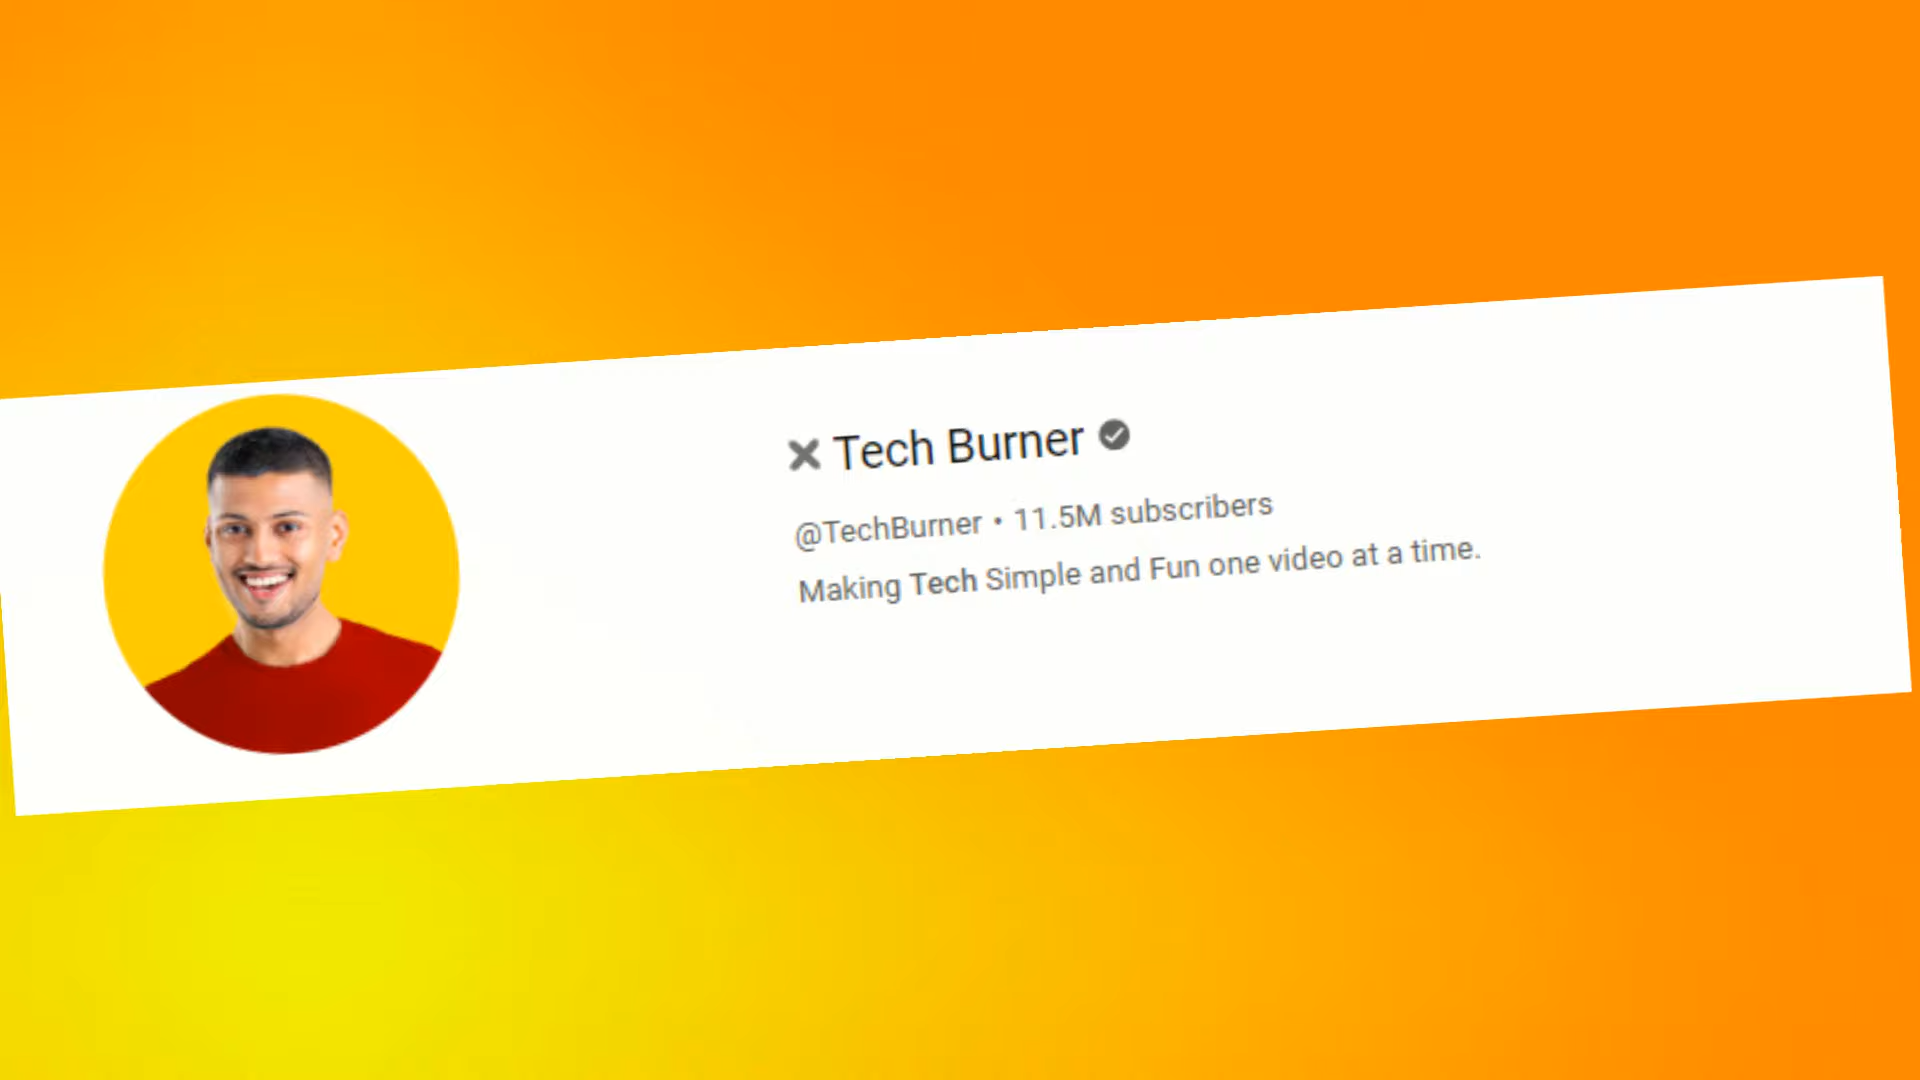 Tech Burner
@TechBurner • 11.5M subscribers
Making Tech Simple and Fun one video at a time.